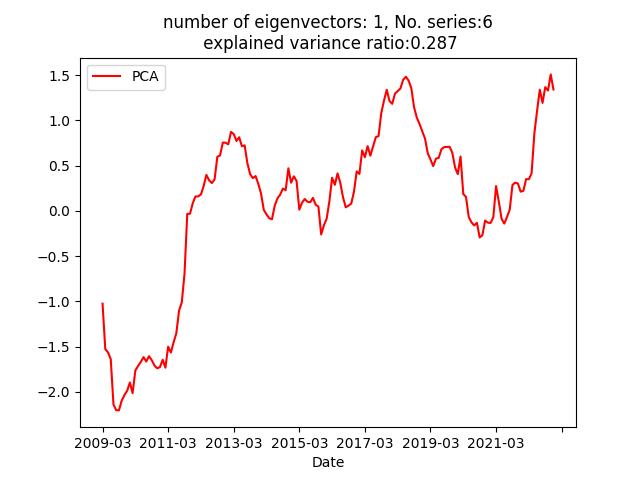 number of eigenvectors: 1, No. series:6
explained variance ratio:0.287
PCA
1.5
1.0
0.5
0.0
−0.5
−1.0
−1.5
−2.0
2009-03 2011-03 2013-03 2015-03 2017-03 2019-03 2021-03
Date